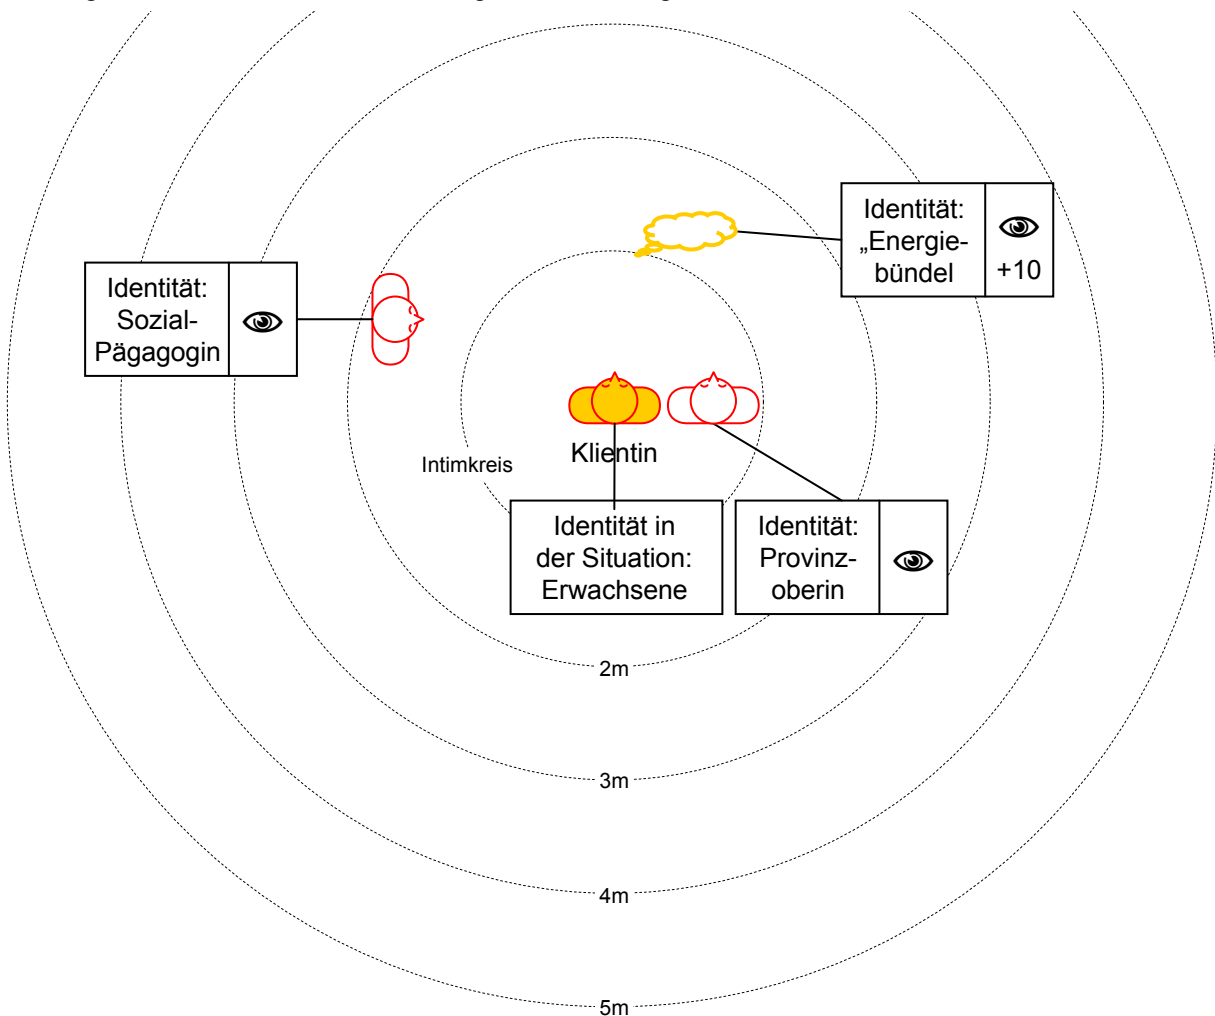 Identität:
„Energie-
bündel
+10
Identität:
Sozial-
Pägagogin
Klientin
Intimkreis
Identität in
der Situation:
Erwachsene
Identität:
Provinz-
oberin
2m
3m
4m
5m